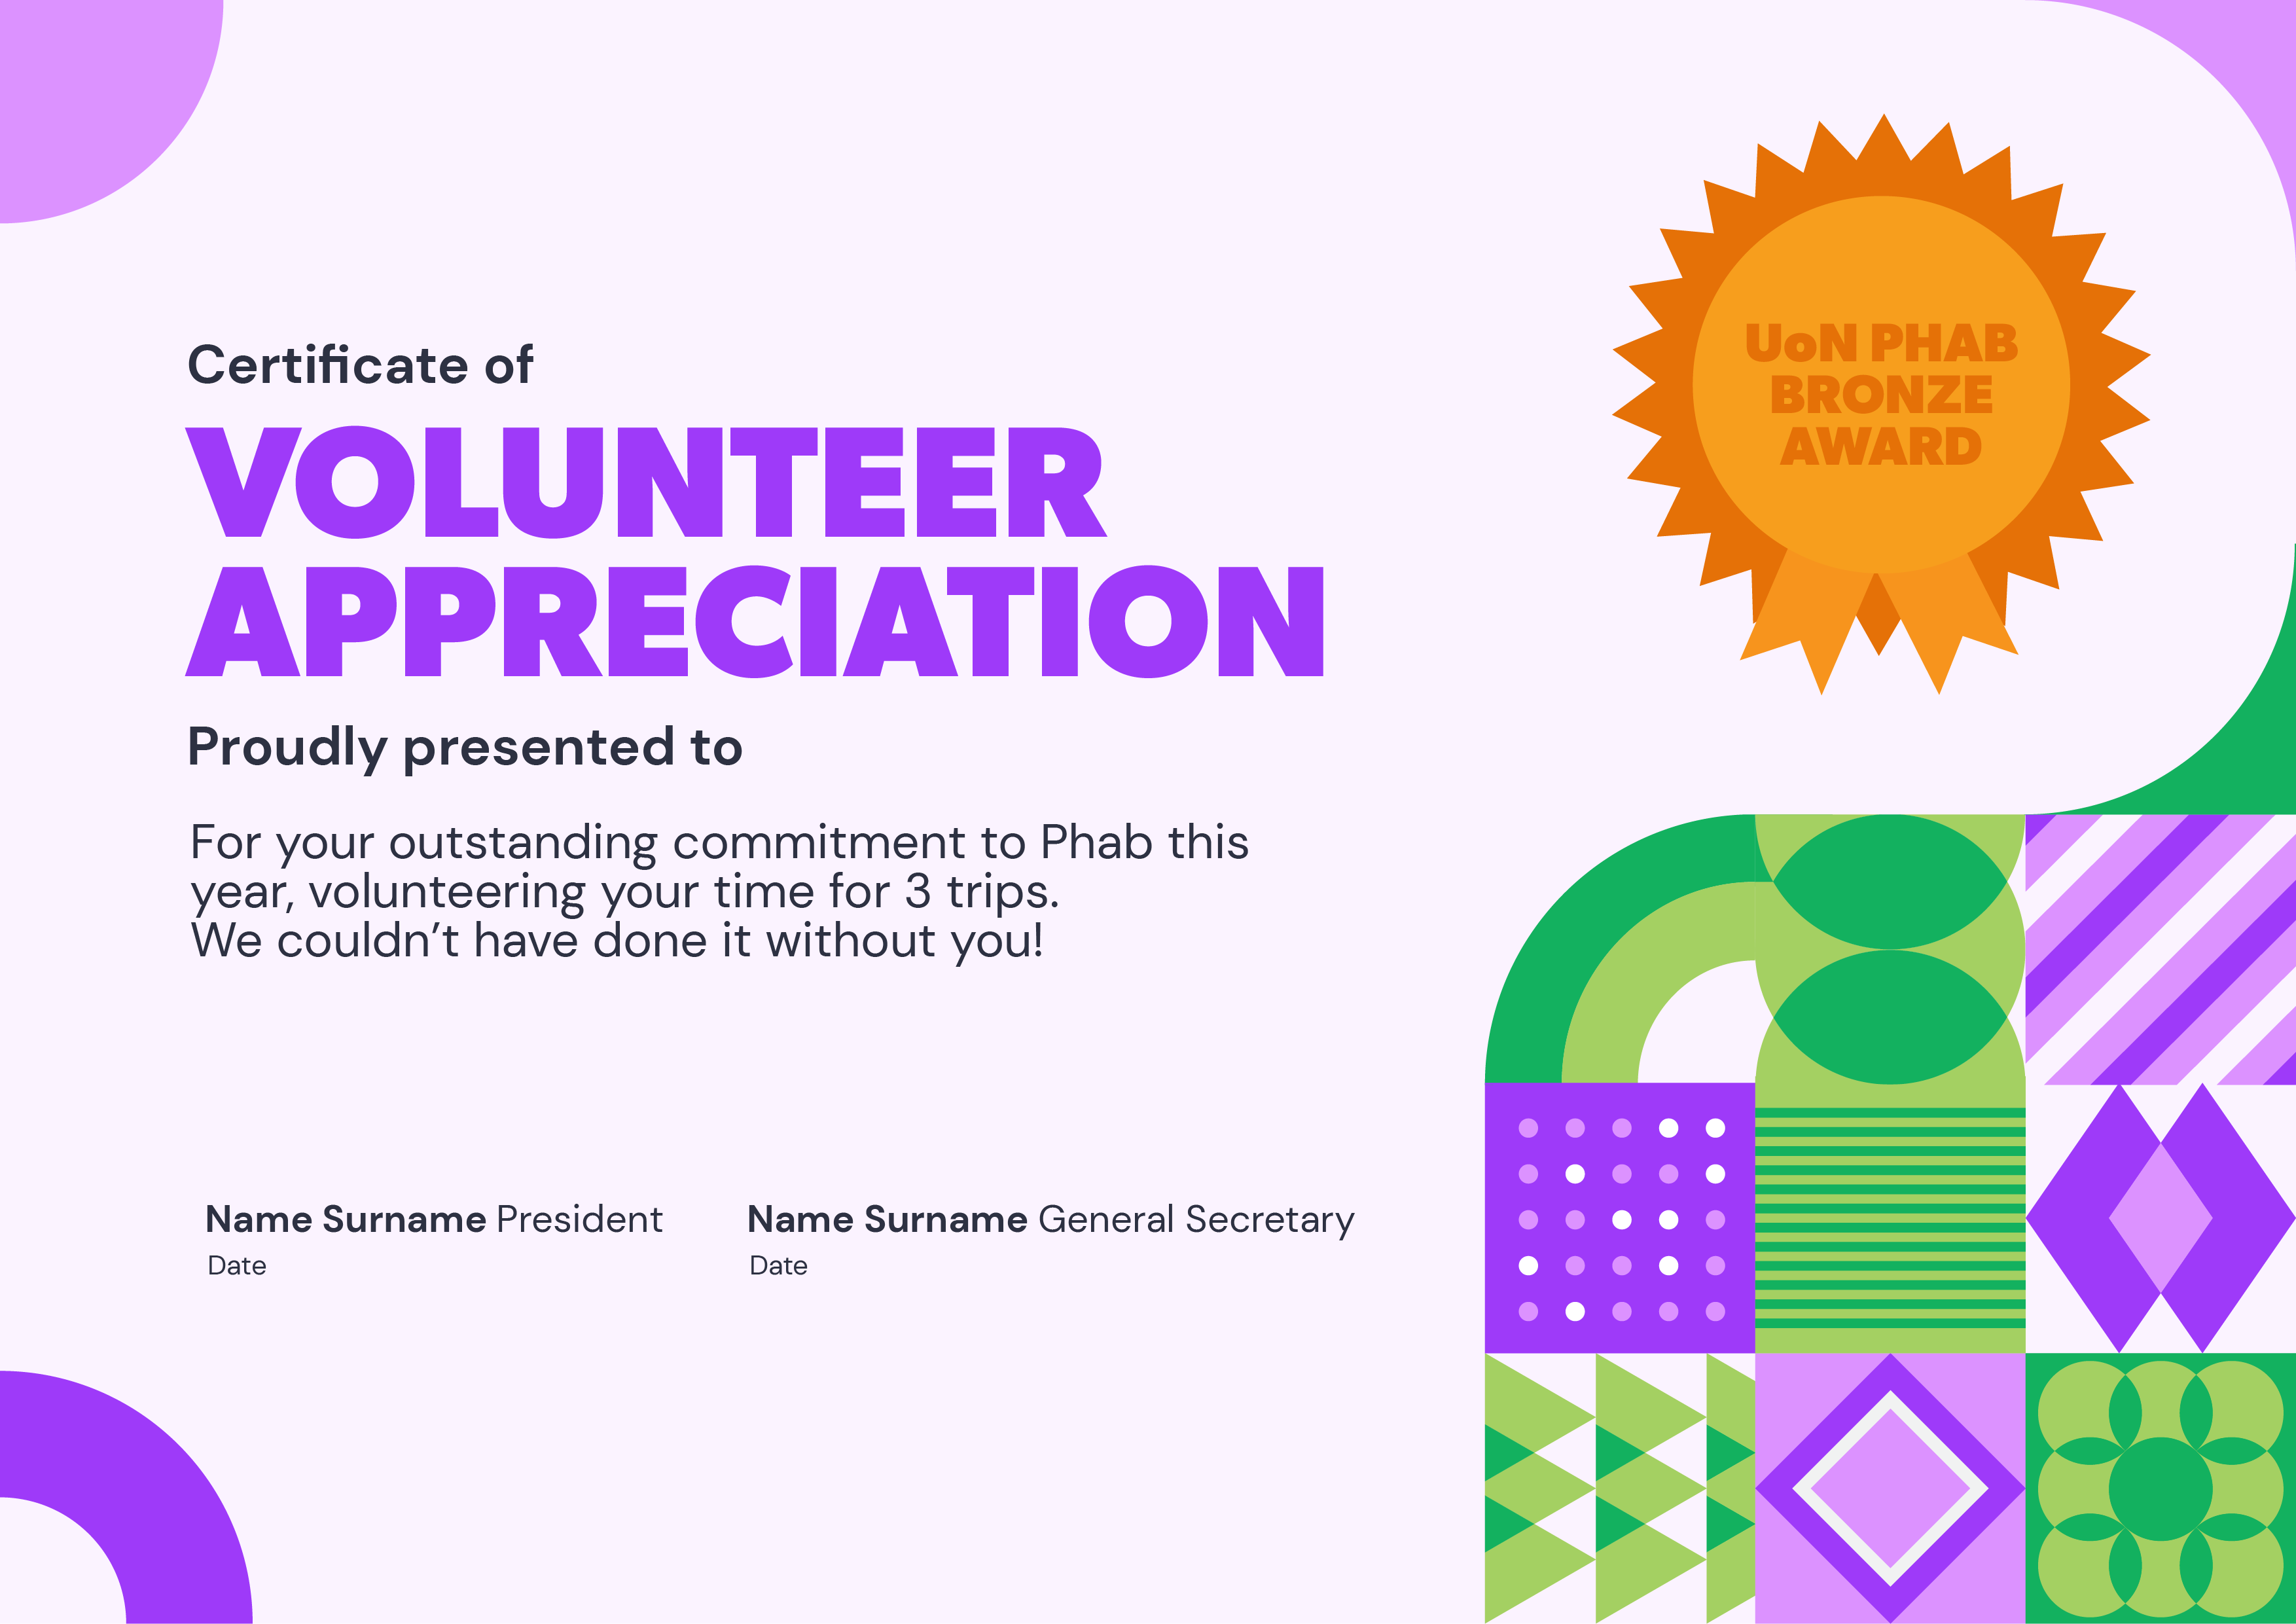 UoN PHAB
BRONZE
AWARD
Certificate of
VOLUNTEER
APPRECIATION
Proudly presented to
For your outstanding commitment to Phab this
year, volunteering your time for 3 trips.
We couldn’t have done it without you!
Name Surname President
Date
Name Surname General Secretary
Date